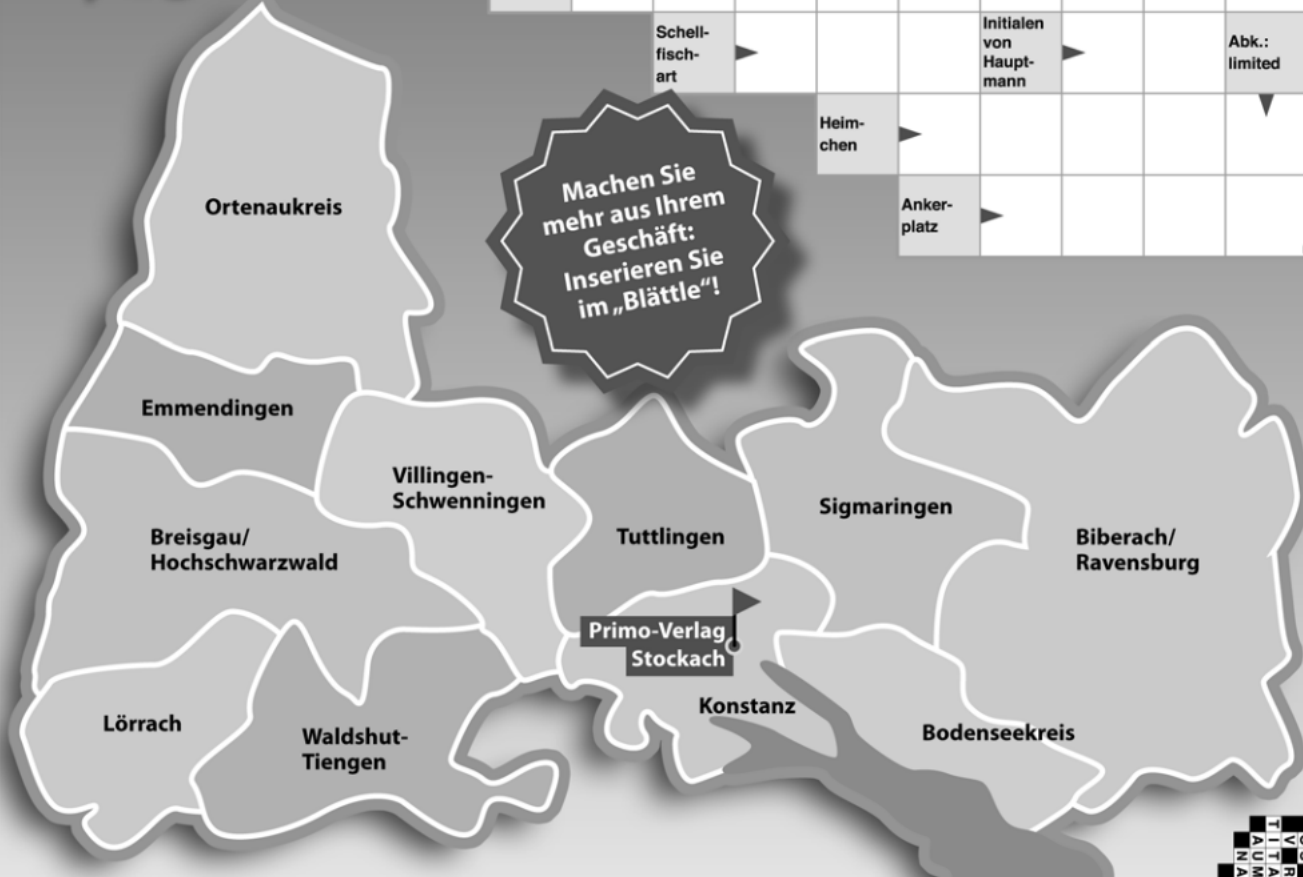 Schell-
fisch-
art
Initialen
von
Haupt-
mann
Abk.:
limited
Heim-
chen
Anker-
platz
Machen Sie
mehr aus Ihrem
Geschäft:
Inserieren Sie
im „Blättle“!
Ortenaukreis
Emmendingen
Villingen-
Schwenningen
Breisgau/
Hochschwarzwald
Tuttlingen
Sigmaringen
Biberach/
Ravensburg
Primo-Verlag
Stockach
Konstanz
Lörrach
Waldshut-
Tiengen
Bodenseekreis